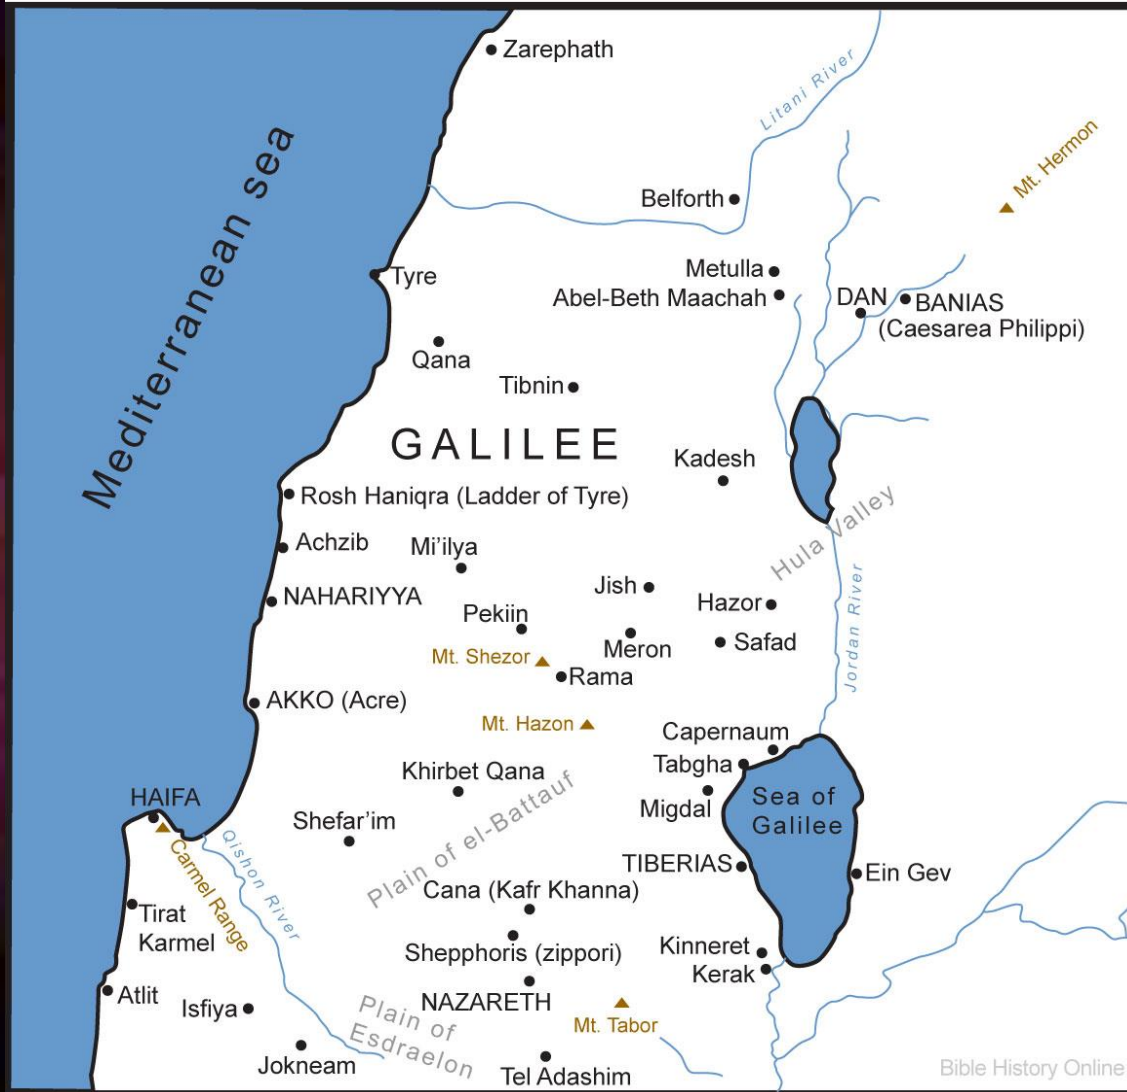 Zarephath
Litani River
Mt. Hermon
Mediterranean sea
Belforth
Tyre
Metulla
Abel-Beth Maachah
DAN
BANIAS
(Caesarea Philippi)
Qana
Tibnin
GALILEE
Kadesh
Rosh Haniqra (Ladder of Tyre)
Hula Valley
Achzib
Mi'ilya
Jish
NAHARIYYA
Hazor
Pekiin
Meron
Safad
Jordan River
Mt. Shezor
Rama
AKKO (Acre)
Mt. Hazon
Capernaum
Tabgha
Khirbet Qana
Migdal
Sea of
Galilee
HAIFA
Shefar'im
Plain of el-Battauf
Qishon River
Carmel Range
TIBERIAS
Ein Gev
Cana (Kafr Khanna)
Tirat
Karmel
Shepphoris (zippori)
Kinneret
Kerak
NAZARETH
Atlit
Isfiya
Plain of
Esdraelon
Mt. Tabor
Jokneam
Tel Adashim
Bible History Online